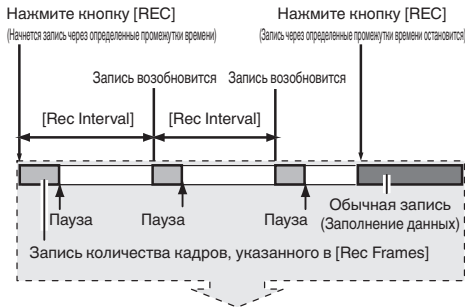 Нажмите кнопку [REC]
(Начнется запись через определенные промежутки времени)
Нажмите кнопку [REC]
(Запись через определенные промежутки времени остановится)
Запись возобновится
Запись возобновится
[Rec Interval]
[Rec Interval]
Пауза
Пауза
Пауза
Обычная запись
(Заполнение данных)
Запись количества кадров, указанного в [Rec Frames]